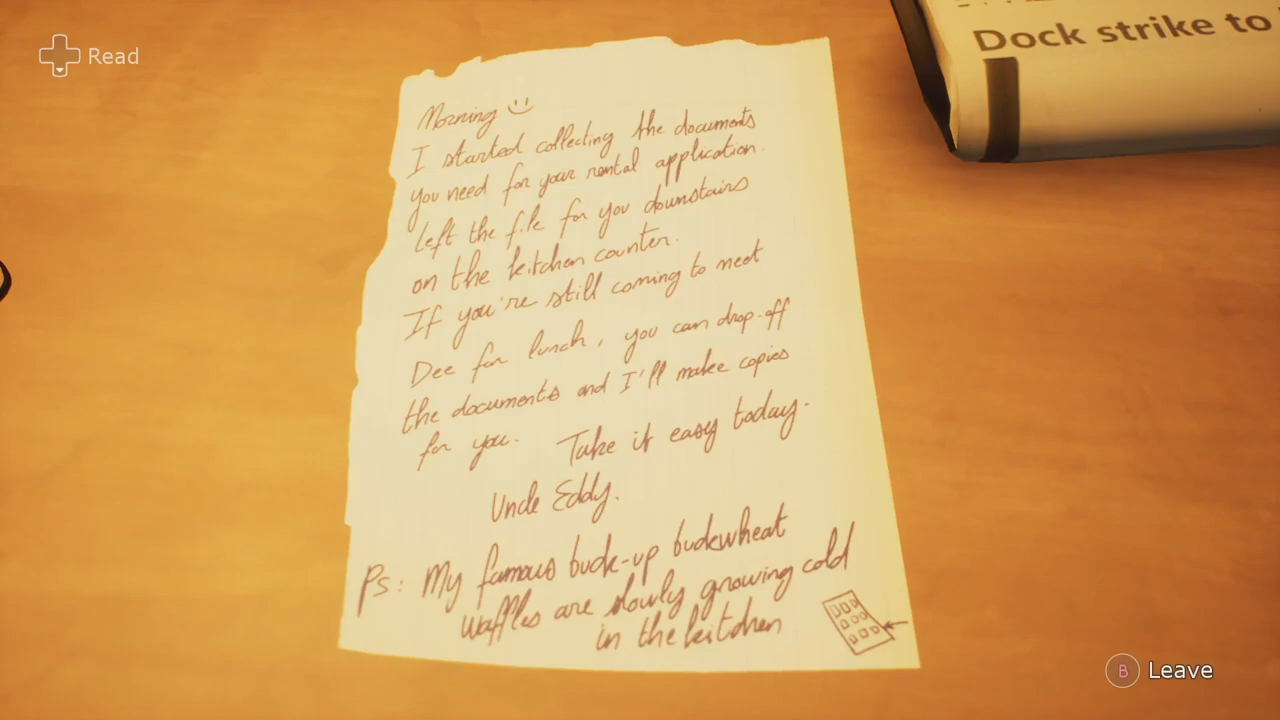 Read
Dock strike to
Morning
I started collecting the documents
you need for your rental application.
Left the file for you downstairs
on the kitchen counter.
If you're still coming to meet
Dee for lunch, you can drop-off
the documents and I'll make copies
for you. Take it easy today.
Uncle Eddy.
Ps: My famous buck-up buckwheat
waffles are slowly growing cold
in the kitchen
B Leave